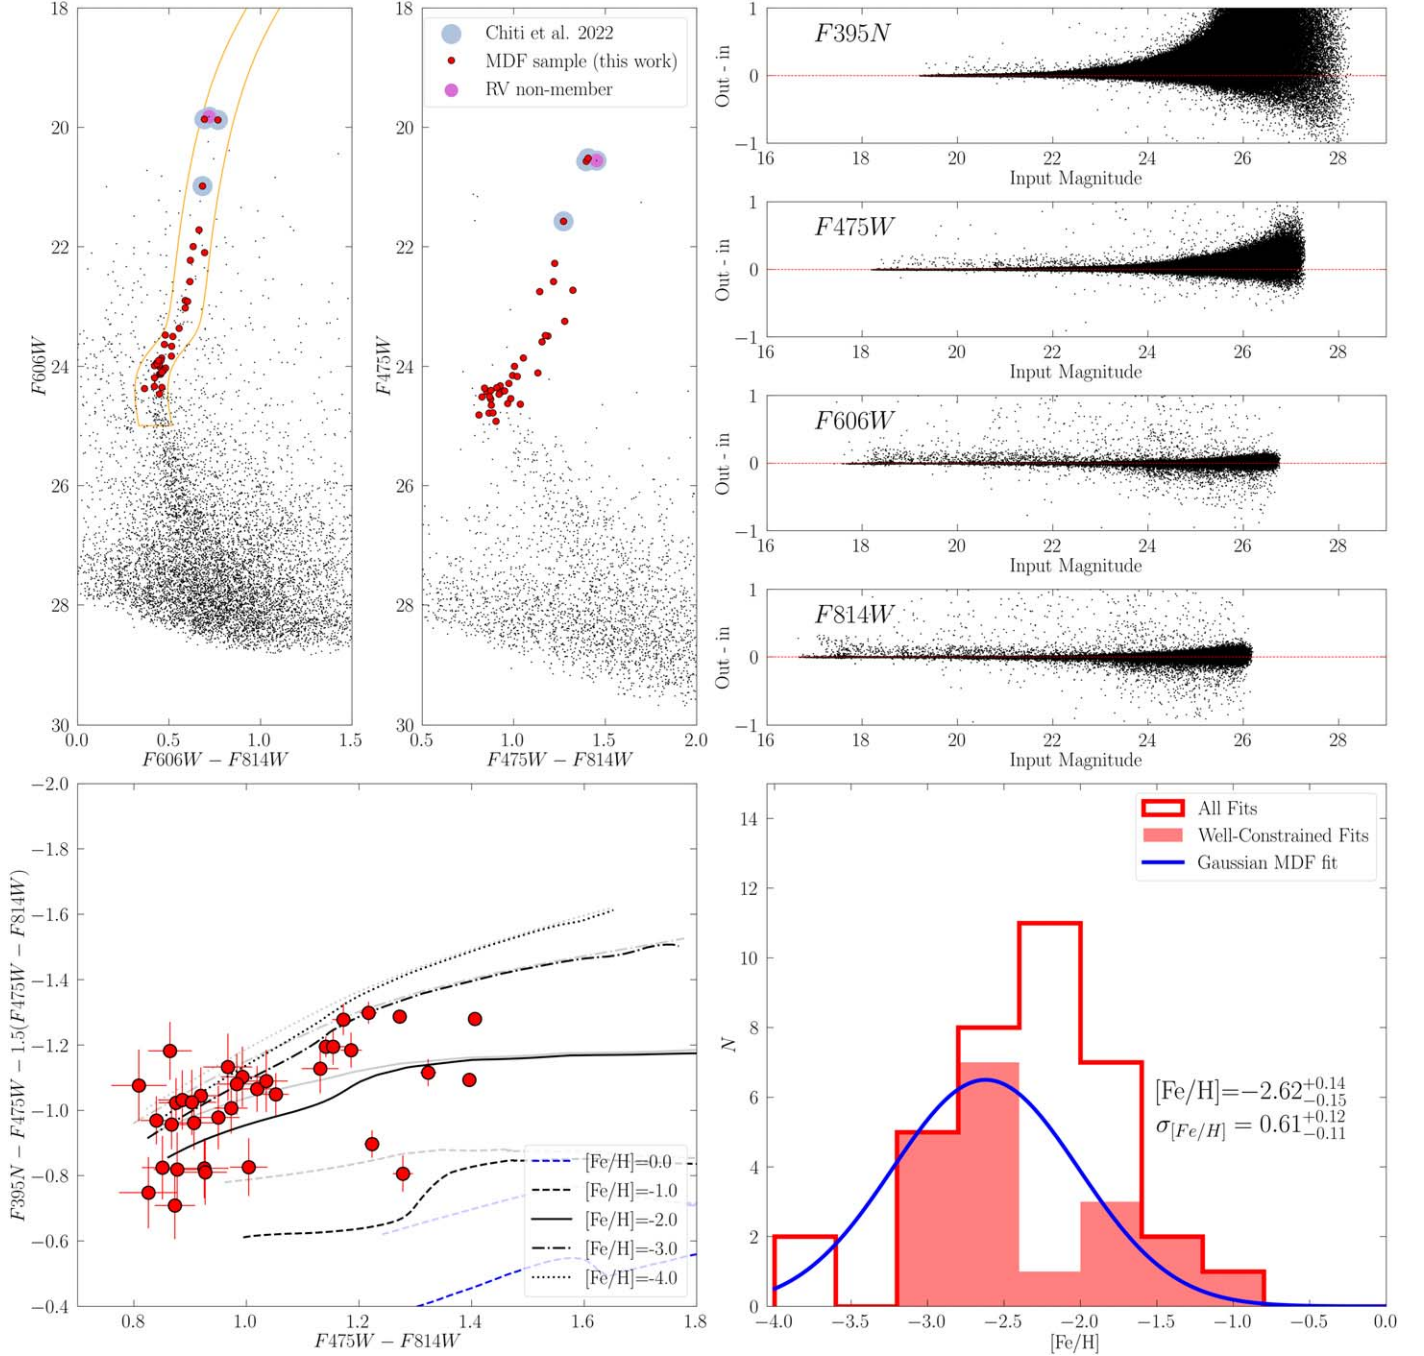 18
20
22
24
26
28
30
F606W
0.0 0.5 1.0 1.5
F606W − F814W
18
20
22
24
26
28
30
F475W
0.5 1.0 1.5 2.0
F475W − F814W
Chiti et al. 2022
MDF sample (this work)
RV non-member
F395N
1
0
−1
Out - in
16 18 20 22 24 26 28
Input Magnitude
F475W
1
0
−1
Out - in
16 18 20 22 24 26 28
Input Magnitude
F606W
1
0
−1
Out - in
16 18 20 22 24 26 28
Input Magnitude
F814W
1
0
−1
Out - in
16 18 20 22 24 26 28
Input Magnitude
−2.0
−1.8
−1.6
−1.4
−1.2
−1.0
−0.8
−0.6
−0.4
F395N − F475W − 1.5(F475W − F814W)
[Fe/H]=0.0
[Fe/H]=-1.0
[Fe/H]=-2.0
[Fe/H]=-3.0
[Fe/H]=-4.0
0.8 1.0 1.2 1.4 1.6 1.8
F475W − F814W
14
12
10
8
6
4
2
0
N
All Fits
Well-Constrained Fits
Gaussian MDF fit
[Fe/H]=−2.62+0.14−0.15
σ[Fe/H] = 0.61+0.12−0.11
−4.0 −3.5 −3.0 −2.5 −2.0 −1.5 −1.0 −0.5 0.0
[Fe/H]